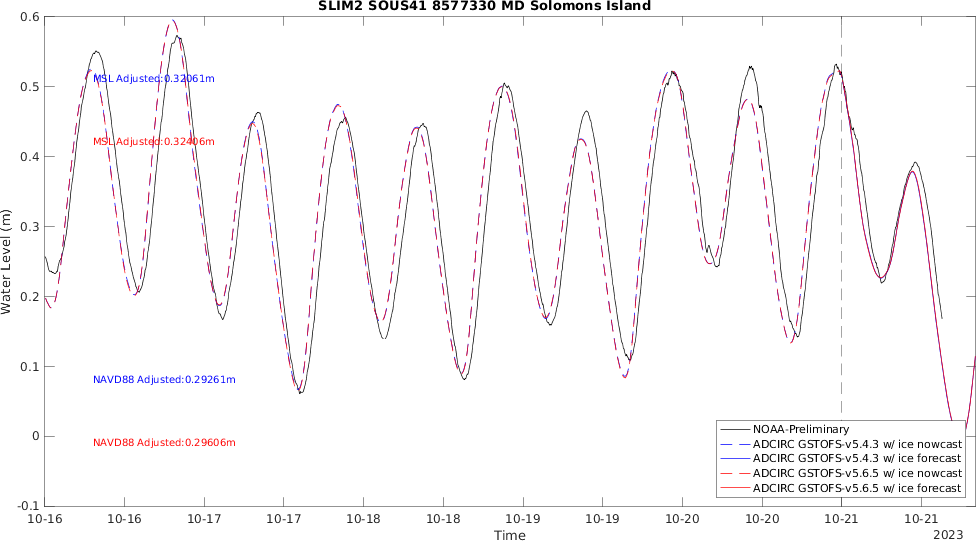 SLIM2 SOUS41 8577330 MD Solomons Island
0.6
0.5
0.4
0.3
0.2
0.1
0
-0.1
Water Level (m)
MSL Adjusted:0.32061m
MSL Adjusted:0.32406m
NAVD88 Adjusted:0.29261m
NAVD88 Adjusted:0.29606m
NOAA-Preliminary
ADCIRC GSTOFS-v5.4.3 w/ ice nowcast
ADCIRC GSTOFS-v5.4.3 w/ ice forecast
ADCIRC GSTOFS-v5.6.5 w/ ice nowcast
ADCIRC GSTOFS-v5.6.5 w/ ice forecast
10-16 10-16 10-17 10-17 10-18 10-18 10-19 10-19 10-20 10-20 10-21 10-21
Time
2023